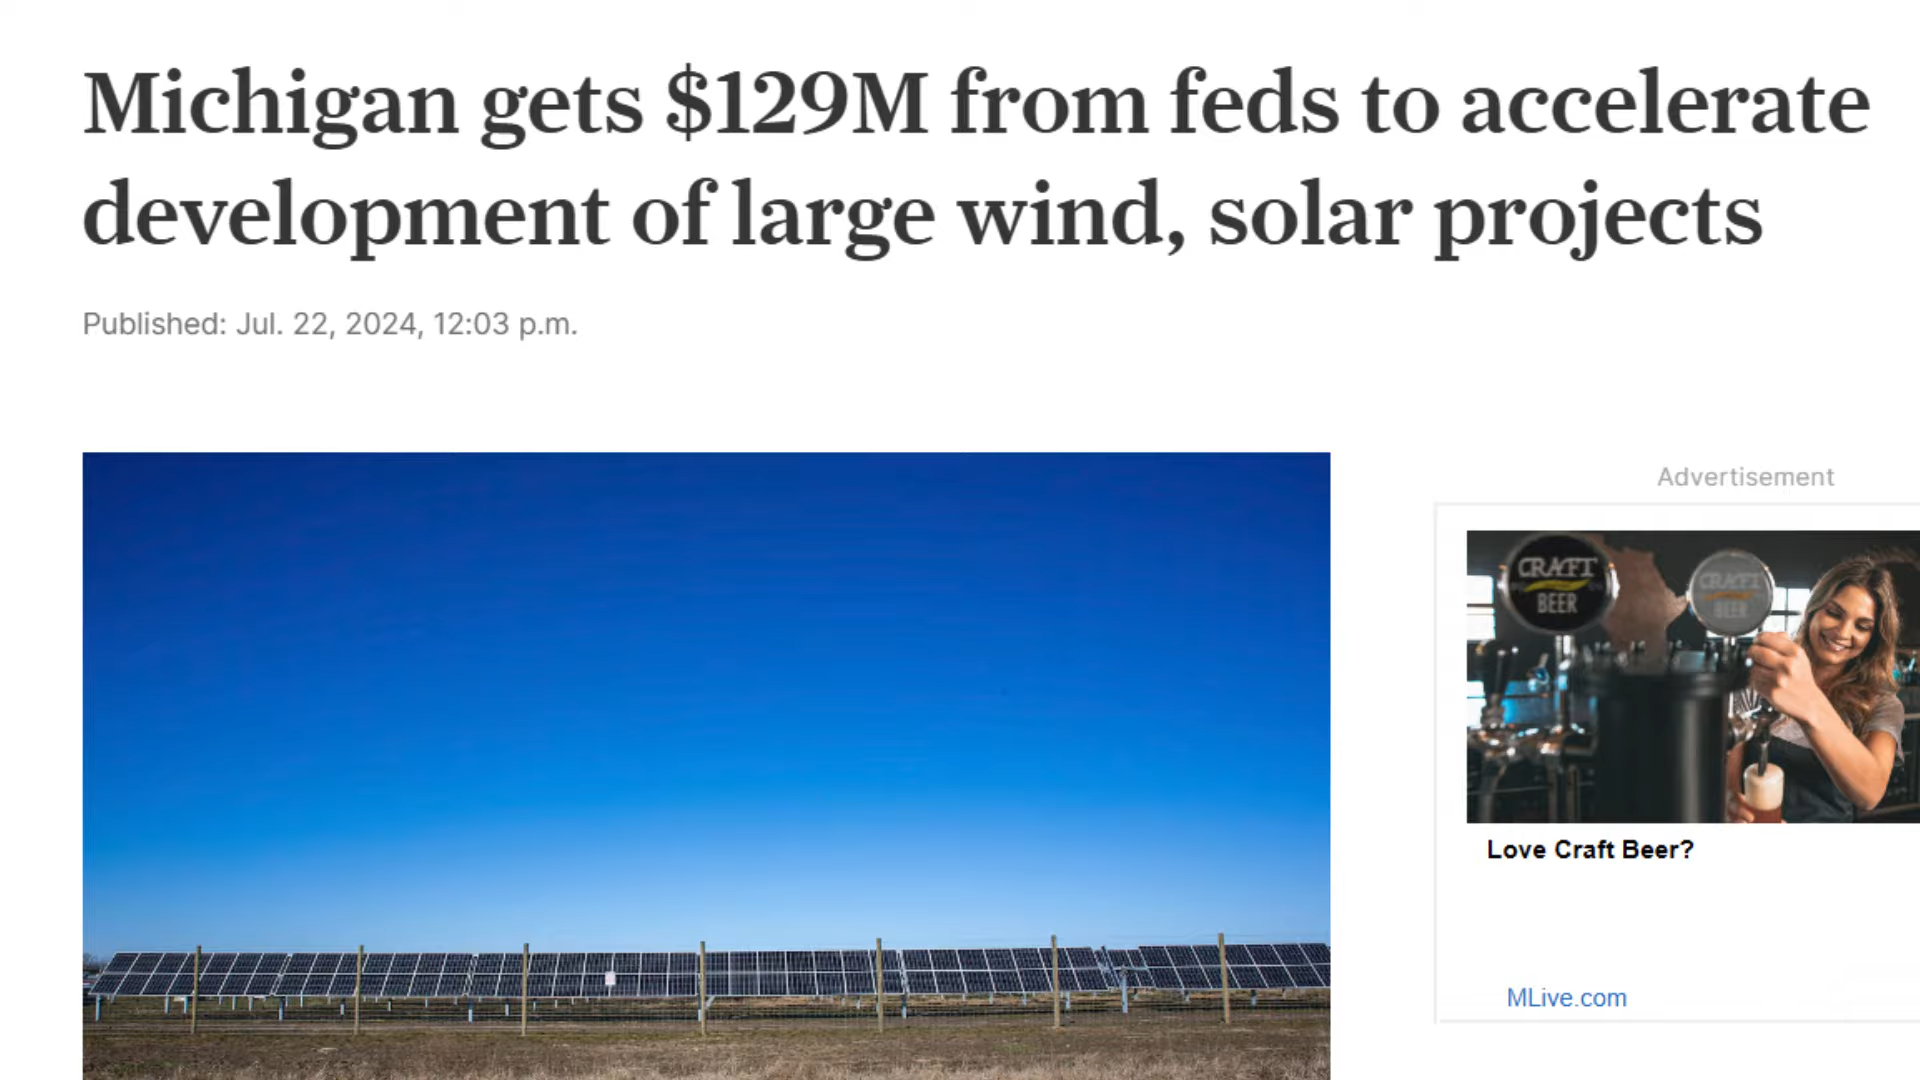 Michigan gets $129M from feds to accelerate
development of large wind, solar projects
Published: Jul. 22, 2024, 12:03 p.m.
Advertisement
CRAFT
BEER
CRAFT
BEER
Love Craft Beer?
MLive.com